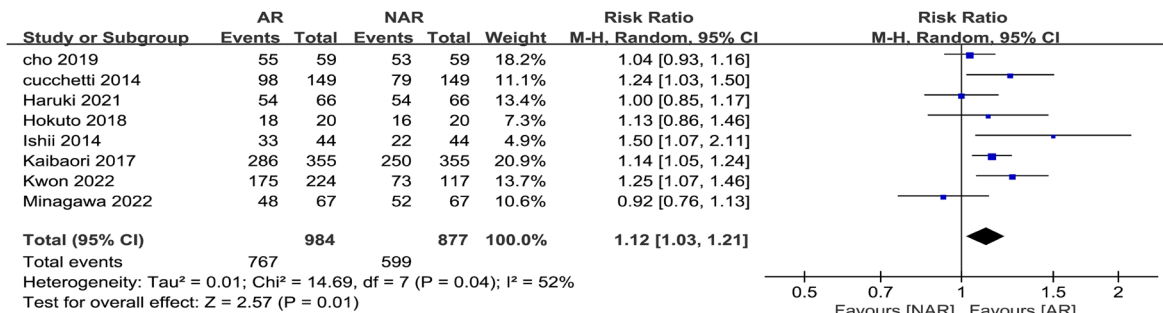 AR NAR Risk Ratio Risk Ratio
Study or Subgroup Events Total Events Total Weight M-H, Random, 95% CI M-H, Random, 95% CI
cho 2019 55 59 53 59 18.2% 1.04 [0.93, 1.16]
cucchetti 2014 98 149 79 149 11.1% 1.24 [1.03, 1.50]
Haruki 2021 54 66 54 66 13.4% 1.00 [0.85, 1.17]
Hokuto 2018 18 20 16 20 7.3% 1.13 [0.86, 1.46]
Ishii 2014 33 44 22 44 4.9% 1.50 [1.07, 2.11]
Kaibaori 2017 286 355 250 355 20.9% 1.14 [1.05, 1.24]
Kwon 2022 175 224 73 117 13.7% 1.25 [1.07, 1.46]
Minagawa 2022 48 67 52 67 10.6% 0.92 [0.76, 1.13]
Total (95% CI) 984 877 100.0% 1.12 [1.03, 1.21]
Total events 767 599
Heterogeneity: Tau² = 0.01; Chi² = 14.69, df = 7 (P = 0.04); I² = 52%
Test for overall effect: Z = 2.57 (P = 0.01)
0.5 0.7 1 1.5 2
Favours [NAR] Favours [AR]